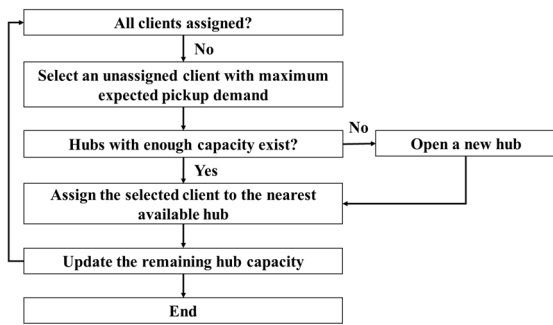 All clients assigned?
No
Select an unassigned client with maximum
expected pickup demand
Hubs with enough capacity exist?
No
Open a new hub
Yes
Assign the selected client to the nearest
available hub
Update the remaining hub capacity
End